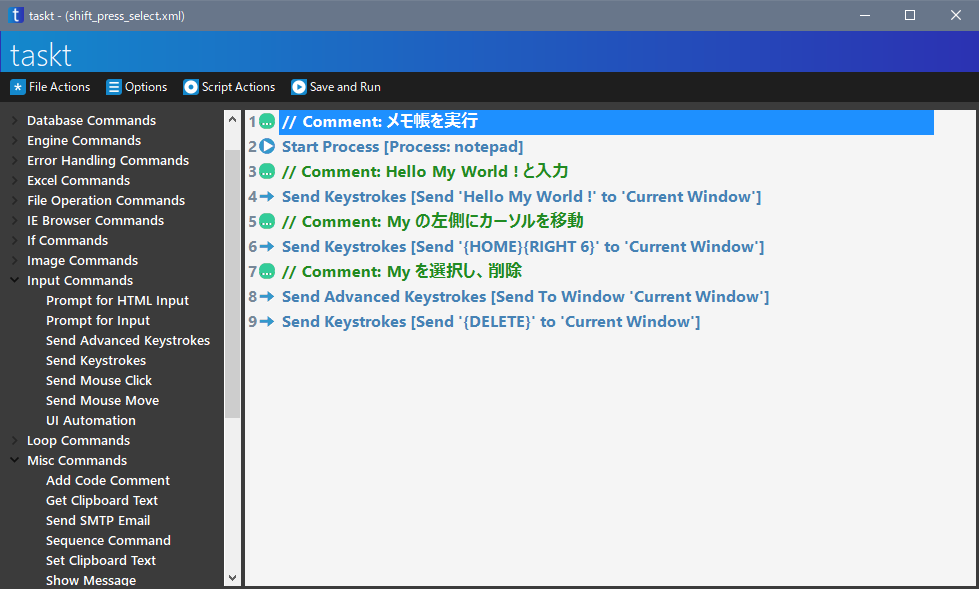 taskt - (shift_press_select.xml)
taskt
File Actions Options Script Actions Save and Run
Database Commands
Engine Commands
Error Handling Commands
Excel Commands
File Operation Commands
IE Browser Commands
If Commands
Image Commands
Input Commands
Prompt for HTML Input
Prompt for Input
Send Advanced Keystrokes
Send Keystrokes
Send Mouse Click
Send Mouse Move
UI Automation
Loop Commands
Misc Commands
Add Code Comment
Get Clipboard Text
Send SMTP Email
Sequence Command
Set Clipboard Text
Show Message
1 // Comment: メモ帳を実行
2 Start Process [Process: notepad]
3 // Comment: Hello My World ! と入力
4 Send Keystrokes [Send 'Hello My World !' to 'Current Window']
5 // Comment: My の左側にカーソルを移動
6 Send Keystrokes [Send '{HOME}{RIGHT 6}' to 'Current Window']
7 // Comment: My を選択し、削除
8 Send Advanced Keystrokes [Send To Window 'Current Window']
9 Send Keystrokes [Send '{DELETE}' to 'Current Window']